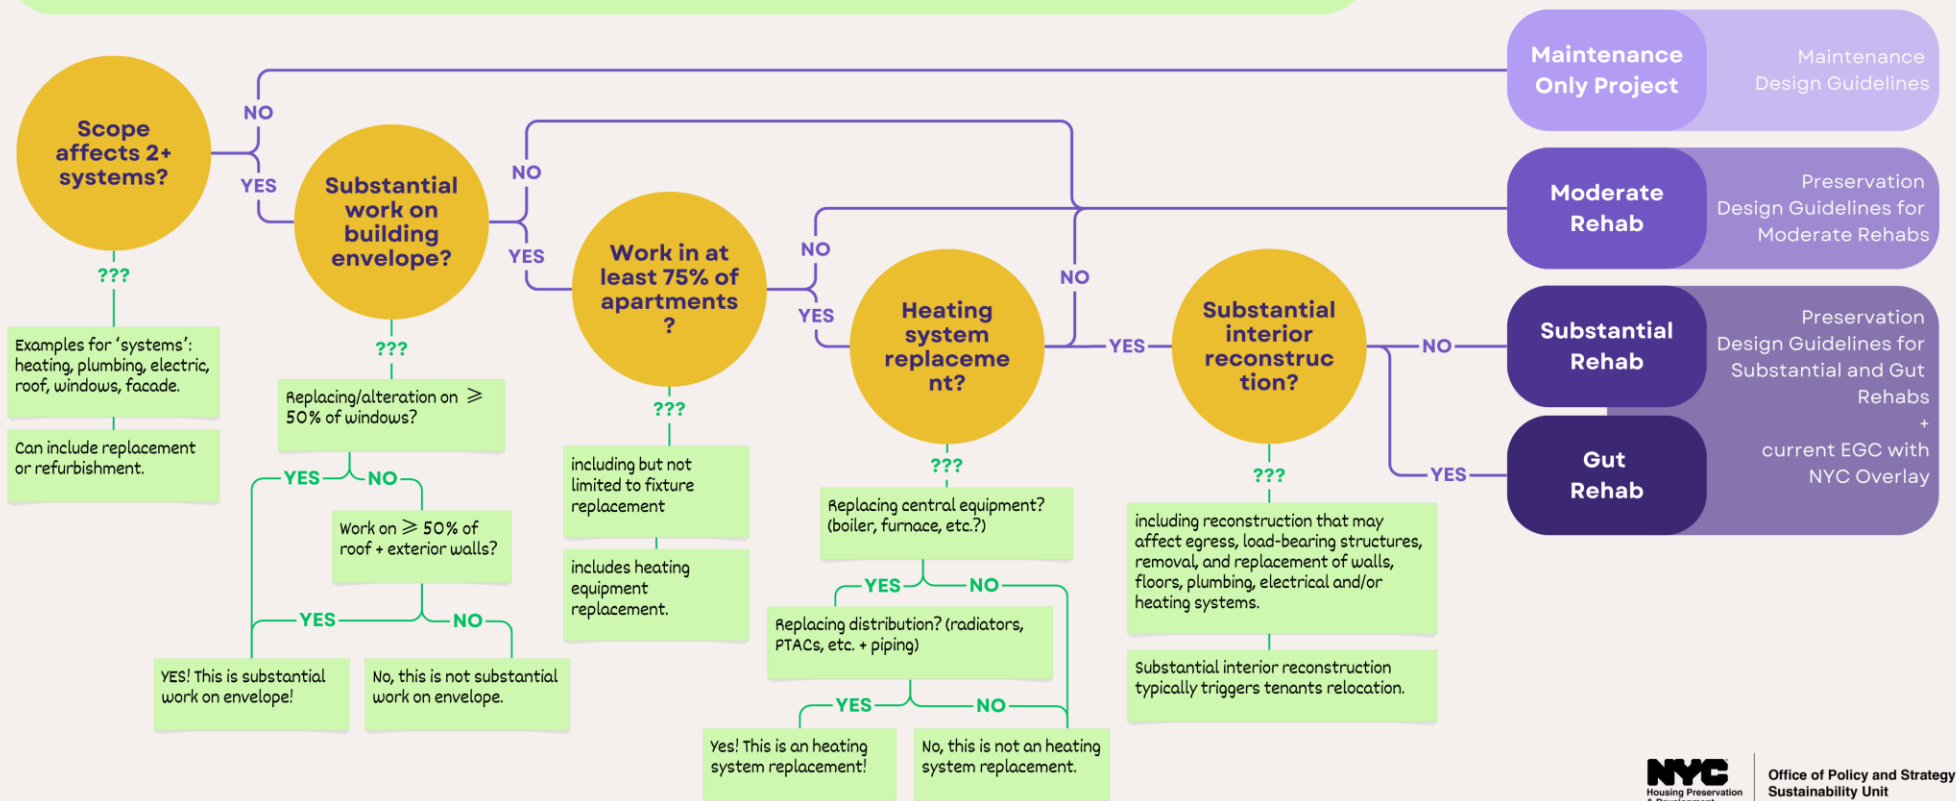 Scope
affects 2+
systems?
NO
YES
???
Examples for 'systems':
heating, plumbing, electric,
roof, windows, facade.
Can include replacement
or refurbishment.
Substantial
work on
building
envelope?
NO
YES
???
Replacing/alteration on ⩾
50% of windows?
YES
NO
Work on ⩾ 50% of
roof + exterior walls?
YES
NO
YES! This is substantial
work on envelope!
No, this is not substantial
work on envelope.
Work in at
least 75% of
apartments
?
NO
YES
???
including but not
limited to fixture
replacement
includes heating
equipment
replacement.
Heating
system
replaceme
nt?
NO
YES
???
Replacing central equipment?
(boiler, furnace, etc.?)
YES
NO
Replacing distribution? (radiators,
PTACs, etc. + piping)
YES
NO
Yes! This is an heating
system replacement!
No, this is not an heating
system replacement.
Substantial
interior
reconstruc
tion?
NO
YES
???
including reconstruction that may
affect egress, load-bearing structures,
removal, and replacement of walls,
floors, plumbing, electrical and/or
heating systems.
Substantial interior reconstruction
typically triggers tenants relocation.
Maintenance
Only Project
Maintenance
Design Guidelines
Moderate
Rehab
Preservation
Design Guidelines for
Moderate Rehabs
Substantial
Rehab
Gut
Rehab
Preservation
Design Guidelines for
Substantial and Gut
Rehabs
+
current EGC with
NYC Overlay
NYC
Housing Preservation
& Development
Office of Policy and Strategy
Sustainability Unit